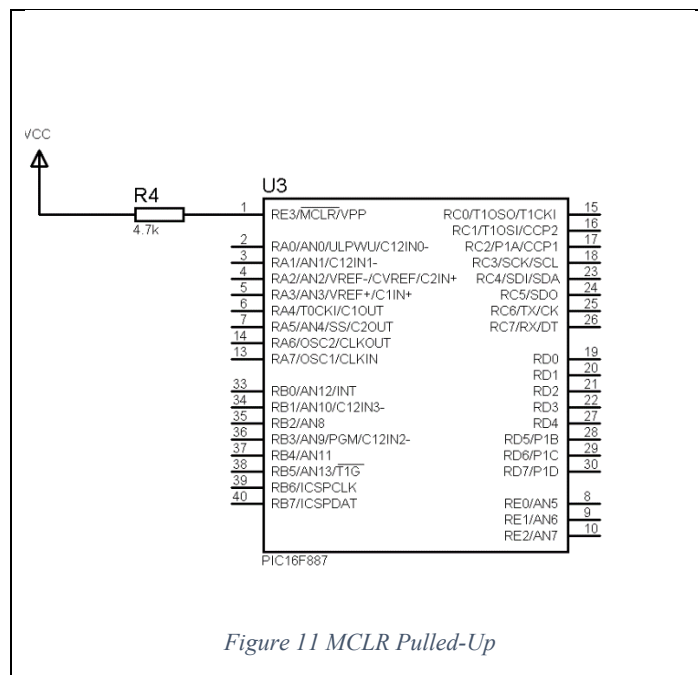 VCC
R4
4.7k
U3
1 RE3/MCLR/VPP
2 RA0/AN0/ULPWU/C12IN0-
3 RA1/AN1/C12IN1-
4 RA2/AN2/VREF-/CVREF/C2IN+
5 RA3/AN3/VREF+/C1IN+
6 RA4/T0CKI/C1OUT
7 RA5/AN4/SS/C2OUT
14 RA6/OSC2/CLKOUT
13 RA7/OSC1/CLKIN
33 RB0/AN12/INT
34 RB1/AN10/C12IN3-
35 RB2/AN8
36 RB3/AN9/PGM/C12IN2-
37 RB4/AN11
38 RB5/AN13/T1G
39 RB6/ICSPCLK
40 RB7/ICSPDAT
RC0/T1OSO/T1CKI 15
RC1/T1OSI/CCP2 16
RC2/P1A/CCP1 17
RC3/SCK/SCL 18
RC4/SDI/SDA 23
RC5/SDO 24
RC6/TX/CK 25
RC7/RX/DT 26
RD0 19
RD1 20
RD2 21
RD3 22
RD4 27
RD5/P1B 28
RD6/P1C 29
RD7/P1D 30
RE0/AN5 8
RE1/AN6 9
RE2/AN7 10
PIC16F887
Figure 11 MCLR Pulled-Up